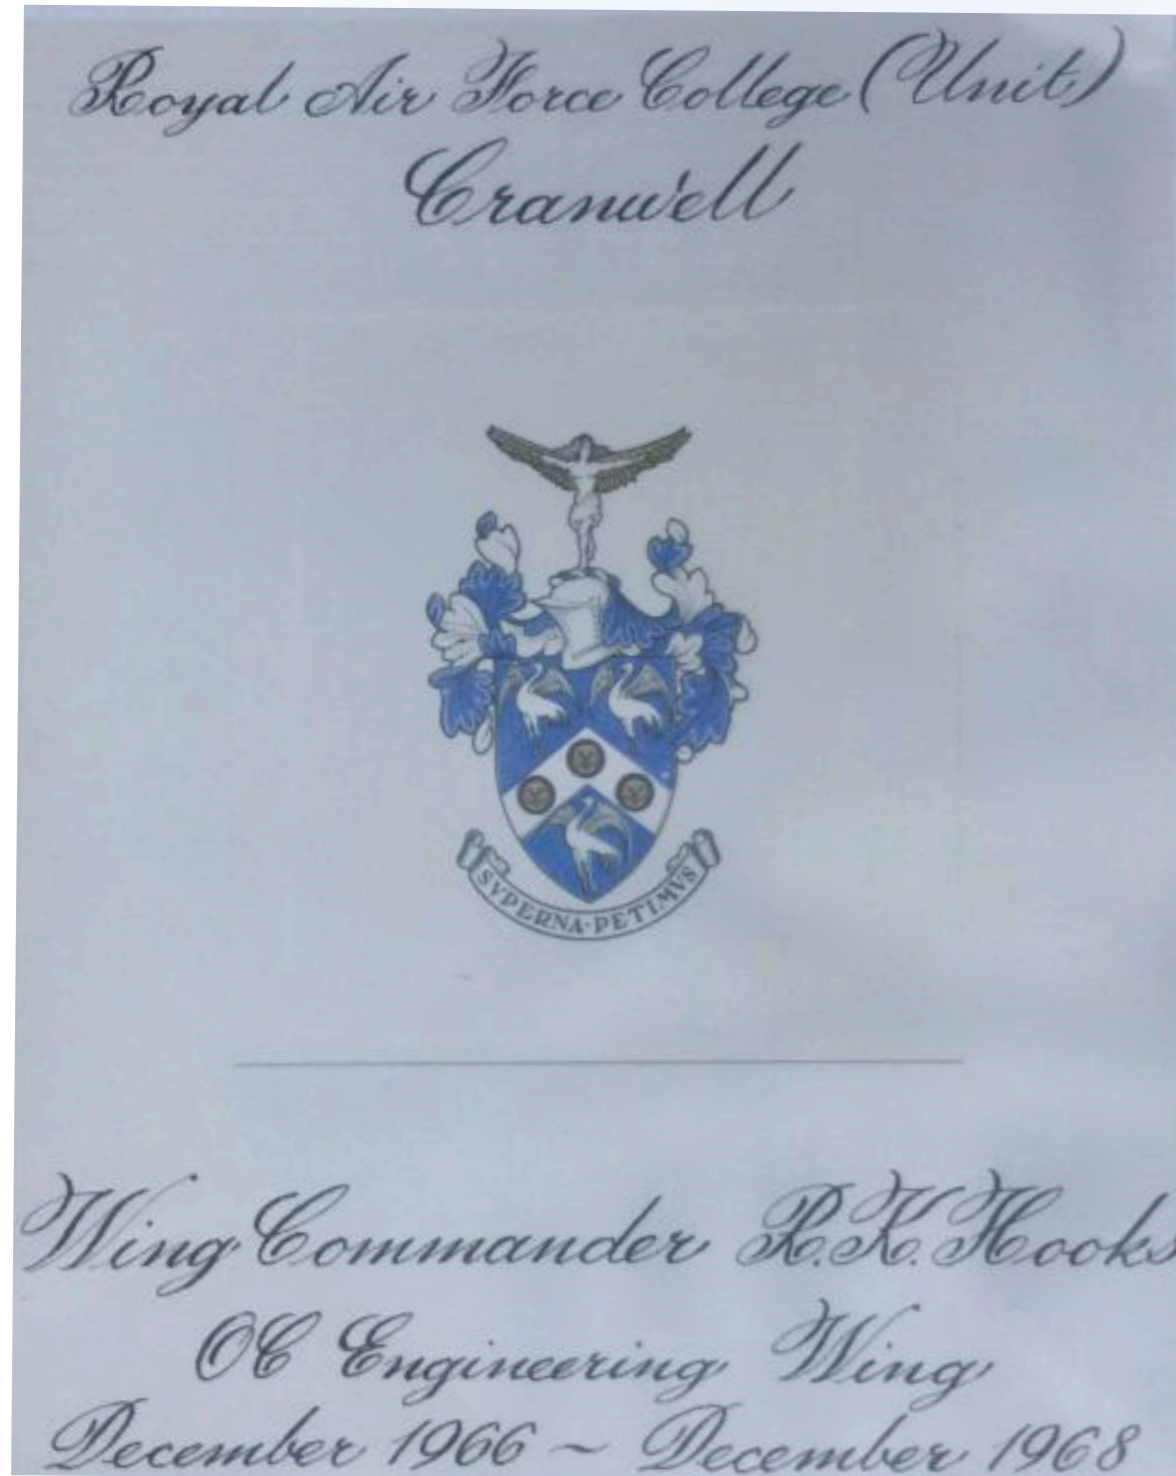 Royal Air Force College (Unit)
Cranwell
SVPERNA·PETIMVS
Wing Commander R.K. Hooks
OC Engineering Wing
December 1966 ~ December 1968